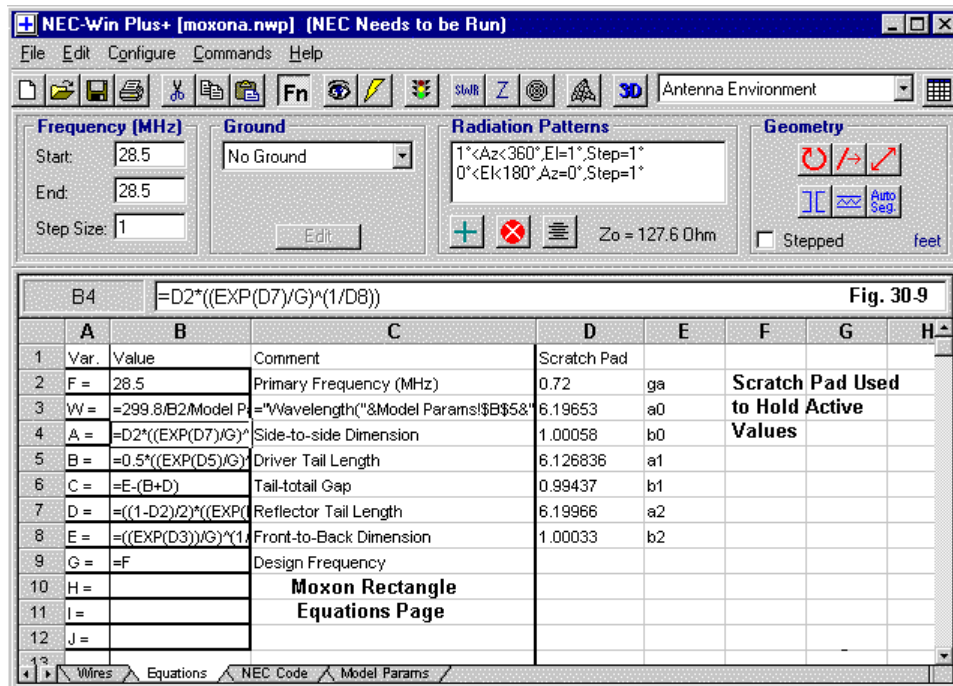 NEC-Win Plus+ [moxona.nwp] (NEC Needs to be Run)
File Edit Configure Commands Help
Fn SWR Z 3D Antenna Environment
Frequency (MHz) Ground Radiation Patterns Geometry
Start: 28.5 No Ground 1°<Az<360°,El=1°,Step=1°
0°<El<180°,Az=0°,Step=1°
End: 28.5
Auto Seg.
Step Size: 1 Edit Zo = 127.6 Ohm Stepped feet
B4 =D2*((EXP(D7)/G)^(1/D8)) Fig. 30-9
A B C D E F G H
1 Var. Value Comment Scratch Pad
2 F = 28.5 Primary Frequency (MHz) 0.72 ga Scratch Pad Used
3 W = =299.8/B2/Model P ="Wavelength("&Model Params!$B$5&" 6.19653 a0 to Hold Active
4 A = =D2*((EXP(D7)/G)^ Side-to-side Dimension 1.00058 b0 Values
5 B = =0.5*((EXP(D5)/G)^ Driver Tail Length 6.126836 a1
6 C = =E-(B+D) Tail-totail Gap 0.99437 b1
7 D = =((1-D2)/2)*((EXP( Reflector Tail Length 6.19966 a2
8 E = =((EXP(D3))/G)^(1/ Front-to-Back Dimension 1.00033 b2
9 G = =F Design Frequency
10 H = Moxon Rectangle
11 I = Equations Page
12 J =
13
Wires Equations NEC Code Model Params